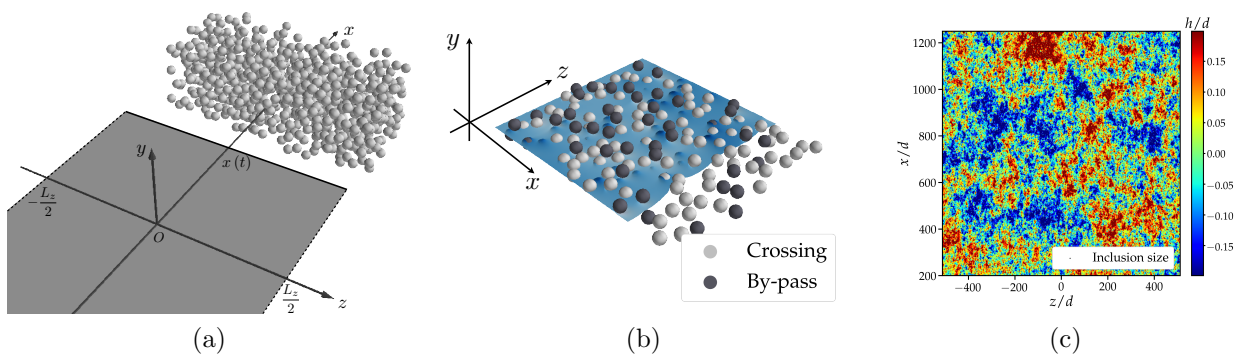 x
y
x(t)
-L_z/2
O
L_z/2
z
(a)
y
z
x
Crossing
By-pass
(b)
h/d
1200
1000
800
600
400
200
x/d
−400
−200
0
200
400
z/d
Inclusion size
0.15
0.10
0.05
0.00
−0.05
−0.10
−0.15
(c)